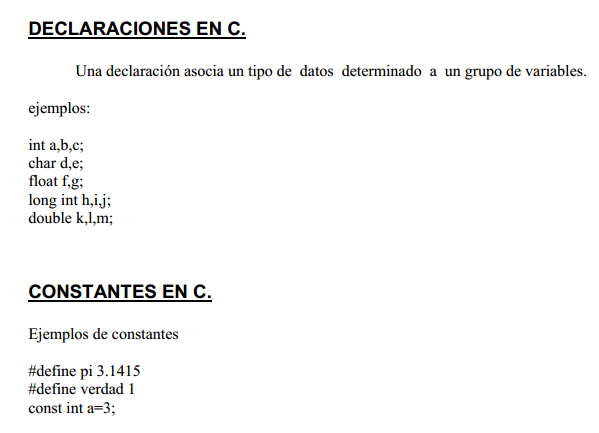 DECLARACIONES EN C.
Una declaración asocia un tipo de datos determinado a un grupo de variables.
ejemplos:
int a,b,c;
char d,e;
float f,g;
long int h,i,j;
double k,l,m;
CONSTANTES EN C.
Ejemplos de constantes
#define pi 3.1415
#define verdad 1
const int a=3;